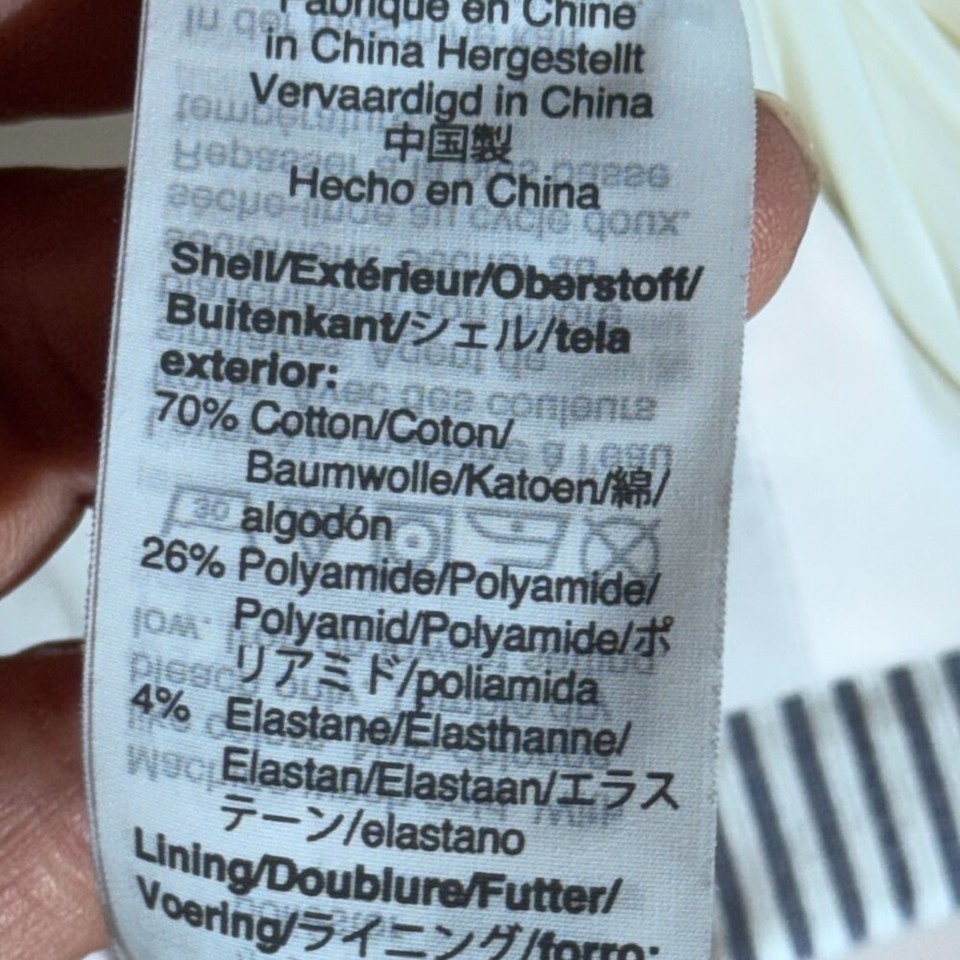 Fabriqué en Chine
in China Hergestellt
Vervaardigd in China
中国製
Hecho en China
Shell/Extérieur/Oberstoff/
Buitenkant/シェル/tela
exterior:
70% Cotton/Coton/
Baumwolle/Katoen/綿/
algodón
26% Polyamide/Polyamide/
Polyamid/Polyamide/ポ
リアミド/poliamida
4% Elastane/Élasthanne/
Elastan/Elastaan/エラス
テーン/elastano
Lining/Doublure/Futter/
Voering/ライニング/forro: